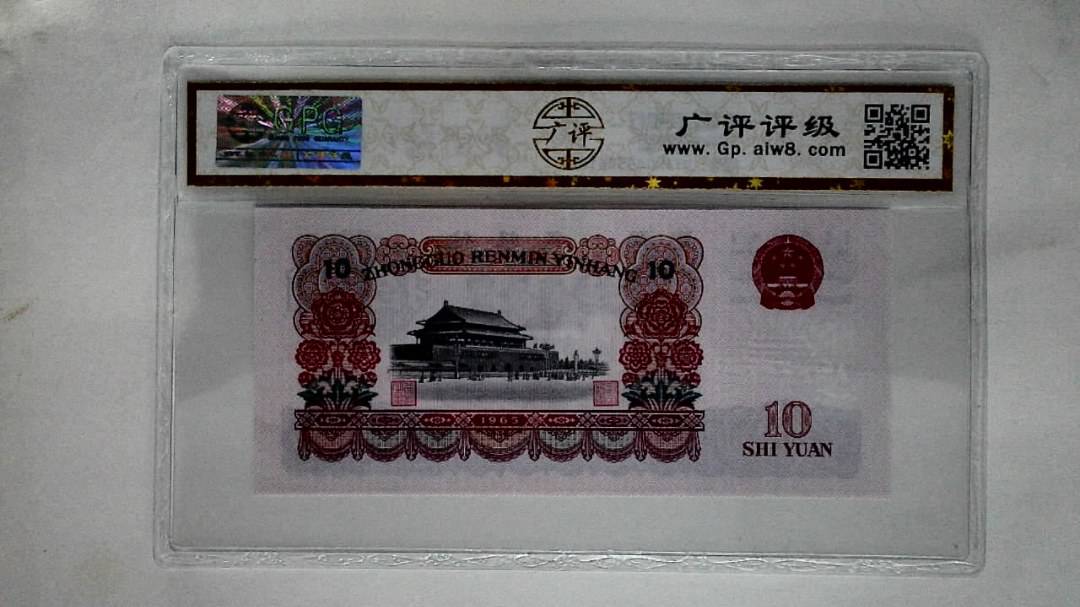 GPG
广评
广评评级
www.Gp.aiw8.com
10 ZHONGGUO RENMIN YINHANG 10
1965
10
SHI YUAN